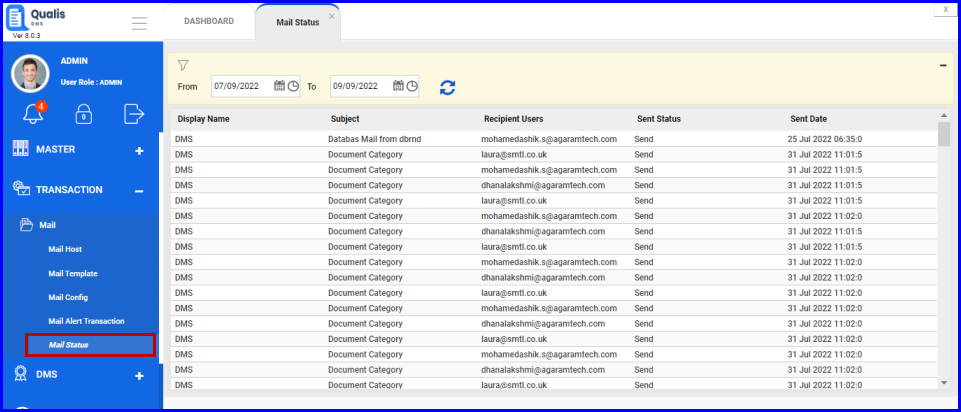 Qualis
DMS
Ver 8.0.3
DASHBOARD
Mail Status
X
ADMIN
User Role : ADMIN
4
MASTER
TRANSACTION
Mail
Mail Host
Mail Template
Mail Config
Mail Alert Transaction
Mail Status
DMS
From 07/09/2022 To 09/09/2022
Display Name Subject Recipient Users Sent Status Sent Date
DMS Databas Mail from dbrnd mohamedashik.s@agaramtech.com Send 25 Jul 2022 06:35:0
DMS Document Category laura@smtl.co.uk Send 31 Jul 2022 11:01:5
DMS Document Category mohamedashik.s@agaramtech.com Send 31 Jul 2022 11:01:5
DMS Document Category dhanalakshmi@agaramtech.com Send 31 Jul 2022 11:01:5
DMS Document Category laura@smtl.co.uk Send 31 Jul 2022 11:01:5
DMS Document Category mohamedashik.s@agaramtech.com Send 31 Jul 2022 11:02:0
DMS Document Category dhanalakshmi@agaramtech.com Send 31 Jul 2022 11:01:5
DMS Document Category laura@smtl.co.uk Send 31 Jul 2022 11:01:5
DMS Document Category mohamedashik.s@agaramtech.com Send 31 Jul 2022 11:02:0
DMS Document Category dhanalakshmi@agaramtech.com Send 31 Jul 2022 11:02:0
DMS Document Category laura@smtl.co.uk Send 31 Jul 2022 11:02:0
DMS Document Category mohamedashik.s@agaramtech.com Send 31 Jul 2022 11:02:0
DMS Document Category dhanalakshmi@agaramtech.com Send 31 Jul 2022 11:02:0
DMS Document Category laura@smtl.co.uk Send 31 Jul 2022 11:02:0
DMS Document Category mohamedashik.s@agaramtech.com Send 31 Jul 2022 11:02:0
DMS Document Category dhanalakshmi@agaramtech.com Send 31 Jul 2022 11:02:0
DMS Document Category laura@smtl.co.uk Send 31 Jul 2022 11:02:0